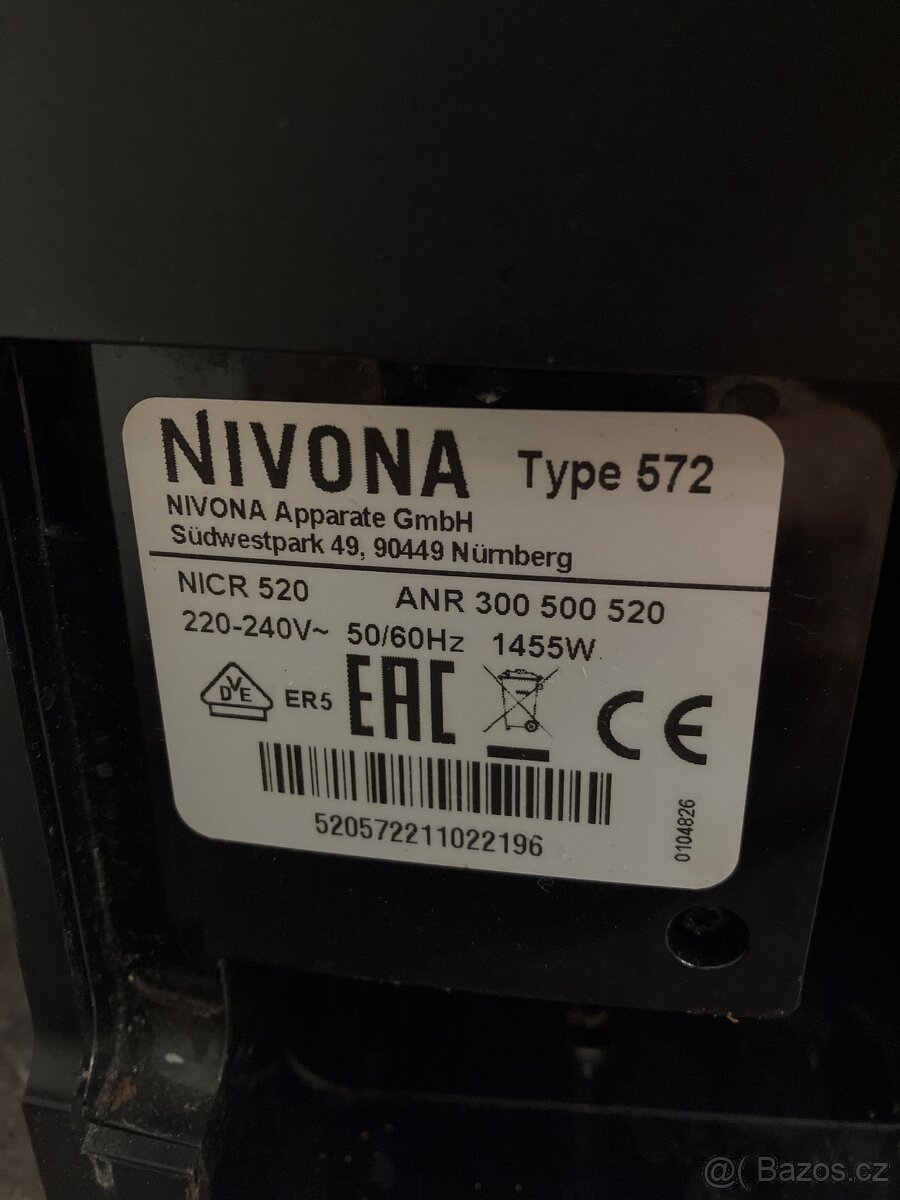 NIVONA Type 572
NIVONA Apparate GmbH
Südwestpark 49, 90449 Nürnberg
NICR 520 ANR 300 500 520
220-240V~ 50/60Hz 1455W
DVE ER5 EAC CE
520572211022196
0104826
@( Bazos.cz